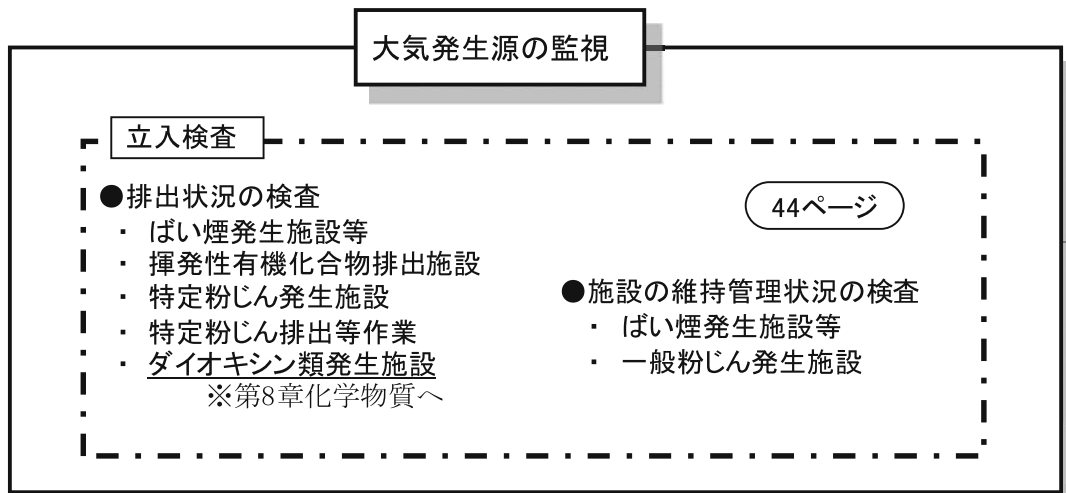 大気発生源の監視
立入検査
●排出状況の検査
・ ばい煙発生施設等
・ 揮発性有機化合物排出施設
・ 特定粉じん発生施設
・ 特定粉じん排出等作業
・ ダイオキシン類発生施設
※第8章化学物質へ
44ページ
●施設の維持管理状況の検査
・ ばい煙発生施設等
・ 一般粉じん発生施設